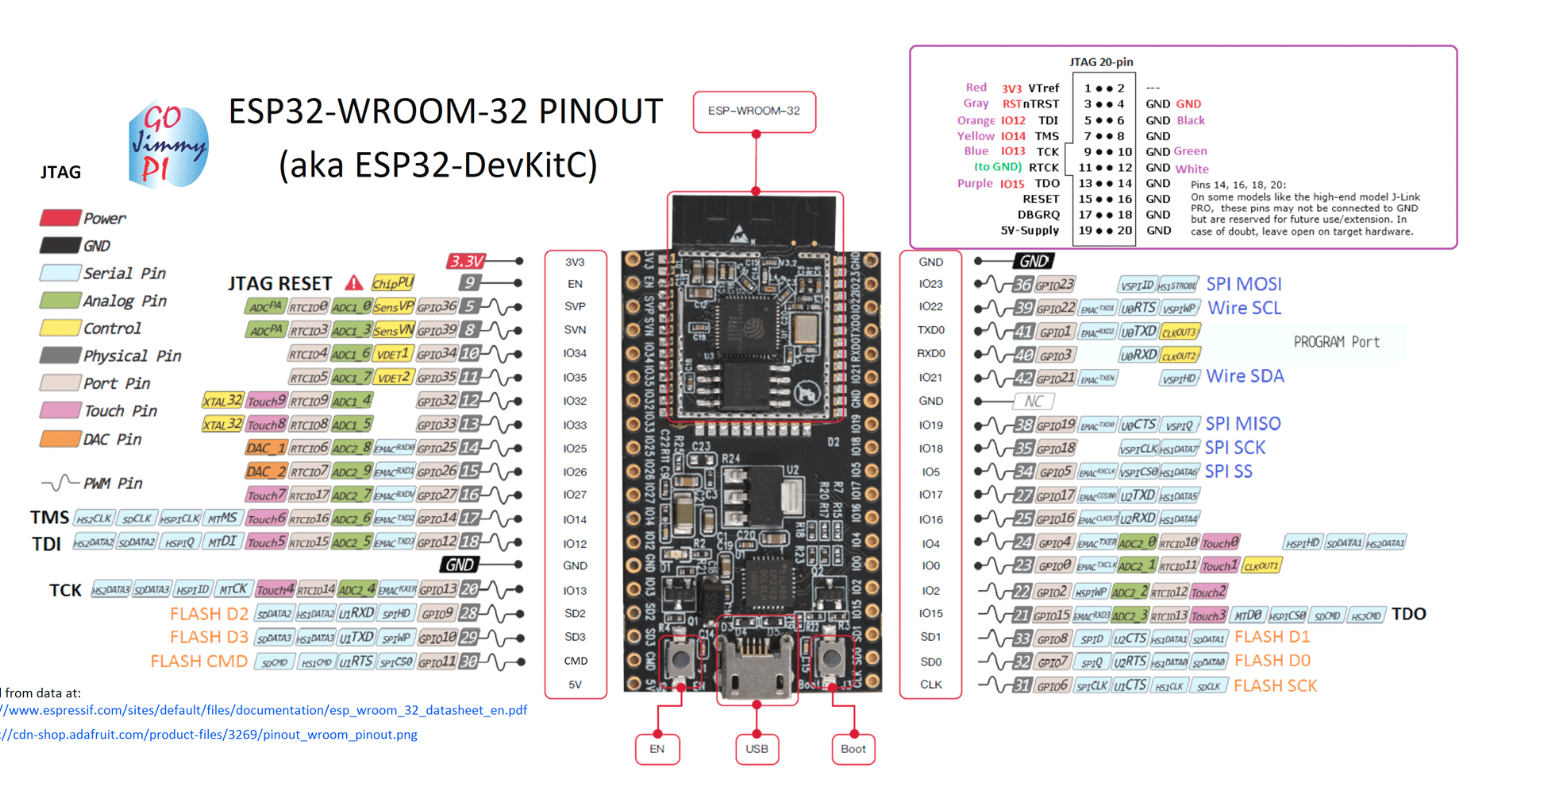 GO
Jimmy
PI
ESP32-WROOM-32 PINOUT
(aka ESP32-DevKitC)
JTAG
Power
GND
Serial Pin
Analog Pin
Control
Physical Pin
Port Pin
Touch Pin
DAC Pin
PWM Pin
ESP-WROOM-32
JTAG 20-pin
Red 3V3 VTref 1 2 ---
Gray RST nTRST 3 4 GND GND
Orange IO12 TDI 5 6 GND Black
Yellow IO14 TMS 7 8 GND
Blue IO13 TCK 9 10 GND Green
(to GND) RTCK 11 12 GND White
Purple IO15 TDO 13 14 GND
RESET 15 16 GND
DBGRQ 17 18 GND
5V-Supply 19 20 GND
Pins 14, 16, 18, 20:
On some models like the high-end model J-Link
PRO, these pins may not be connected to GND
but are reserved for future use/extension. In
case of doubt, leave open on target hardware.
3.3V 3V3
JTAG RESET ChipPU 9 EN
ADCPA RTCIO0 ADC1_0 SensVP GPIO36 5 SVP
ADCPA RTCIO3 ADC1_3 SensVN GPIO39 8 SVN
RTCIO4 ADC1_6 VDET1 GPIO34 10 IO34
RTCIO5 ADC1_7 VDET2 GPIO35 11 IO35
XTAL32 Touch9 RTCIO9 ADC1_4 GPIO32 12 IO32
XTAL32 Touch8 RTCIO8 ADC1_5 GPIO33 13 IO33
DAC_1 RTCIO6 ADC2_8 EMACRXD0 GPIO25 14 IO25
DAC_2 RTCIO7 ADC2_9 EMACRXD1 GPIO26 15 IO26
Touch7 RTCIO17 ADC2_7 EMACRXDV GPIO27 16 IO27
TMS HS2CLK SDCLK HSPICLK MTMS Touch6 RTCIO16 ADC2_6 EMACTXD2 GPIO14 17 IO14
TDI HS2DATA2 SDDATA2 HSPIQ MTDI Touch5 RTCIO15 ADC2_5 EMACTXD3 GPIO12 18 IO12
GND GND
TCK HS2DATA3 SDDATA3 HSPIID MTCK Touch4 RTCIO14 ADC2_4 EMACRXER GPIO13 20 IO13
FLASH D2 SDDATA2 HS1DATA2 U1RXD SPIHD GPIO9 28 SD2
FLASH D3 SDDATA3 HS1DATA3 U1TXD SPIWP GPIO10 29 SD3
FLASH CMD SDCMD HS1CMD U1RTS SPICS0 GPIO11 30 CMD
5V
GND GND
IO23 36 GPIO23 VSPIID HS1STROBE SPI MOSI
IO22 39 GPIO22 EMACTXD1 U0RTS VSPIWP Wire SCL
TXD0 41 GPIO1 EMACRXD2 U0TXD CLKOUT3
RXD0 40 GPIO3 U0RXD CLKOUT2
PROGRAM Port
IO21 42 GPIO21 EMACTXEN VSPIHD Wire SDA
GND NC
IO19 38 GPIO19 EMACTXD0 U0CTS VSPIQ SPI MISO
IO18 35 GPIO18 VSPICLK HS1DATA7 SPI SCK
IO5 34 GPIO5 EMACRXCLK VSPICS0 HS1DATA6 SPI SS
IO17 27 GPIO17 EMACCO180 U2TXD HS1DATA5
IO16 25 GPIO16 EMACCLKOUT U2RXD HS1DATA4
IO4 24 GPIO4 EMACTXER ADC2_0 RTCIO10 Touch0 HSPIHD SDDATA1 HS2DATA1
IO0 23 GPIO0 EMACTXCLK ADC2_1 RTCIO11 Touch1 CLKOUT1
IO2 22 GPIO2 HSPIWP ADC2_2 RTCIO12 Touch2
IO15 21 GPIO15 EMACRXD3 ADC2_3 RTCIO13 Touch3 MTDO HSPICS0 SDCMD HS2CMD TDO
SD1 33 GPIO8 SPID U2CTS HS1DATA1 SDDATA1 FLASH D1
SD0 32 GPIO7 SPIQ U2RTS HS1DATA0 SDDATA0 FLASH D0
CLK 31 GPIO6 SPICLK U1CTS HS1CLK SDCLK FLASH SCK
from data at:
/www.espressif.com/sites/default/files/documentation/esp_wroom_32_datasheet_en.pdf
://cdn-shop.adafruit.com/product-files/3269/pinout_wroom_pinout.png
EN
USB
Boot